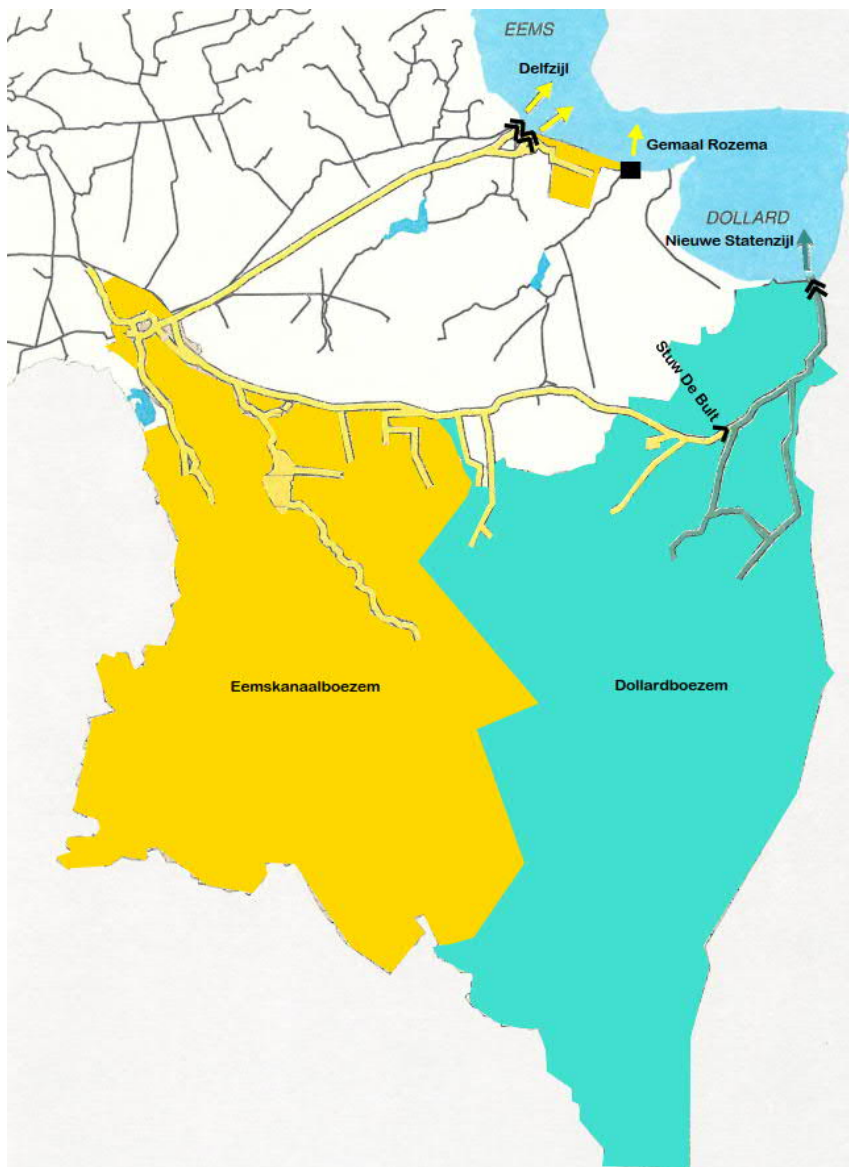 EEMS
Delfzijl
Gemaal Rozema
DOLLARD
Nieuwe Statenzijl
Stuw De Bult
Eemskanaalboezem
Dollardboezem